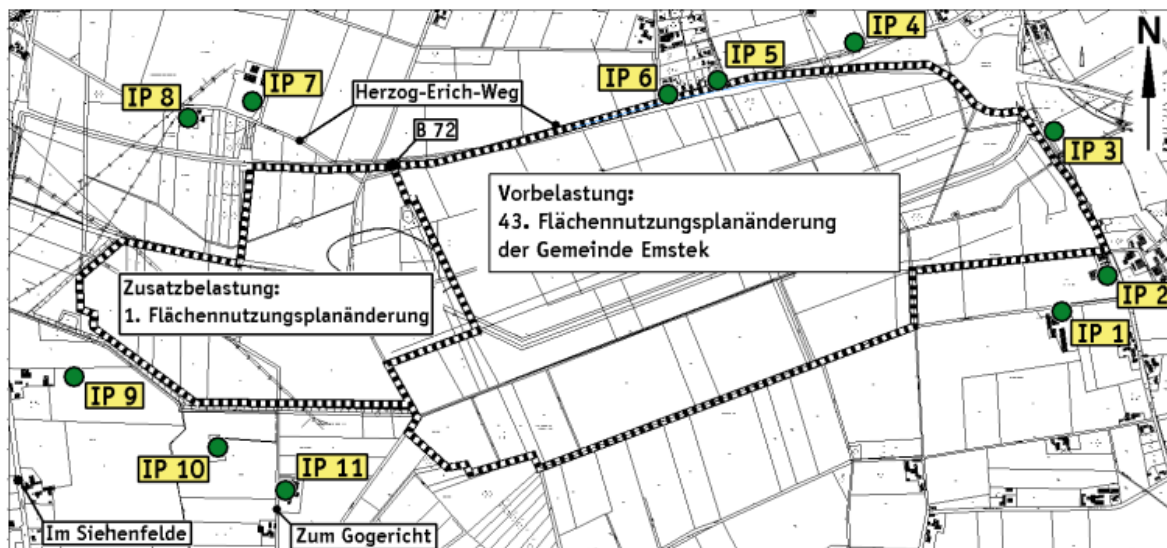 IP 4
N
IP 5
IP 6
IP 7
Herzog-Erich-Weg
IP 8
B 72
IP 3
Vorbelastung:
43. Flächennutzungsplanänderung
der Gemeinde Emstek
Zusatzbelastung:
1. Flächennutzungsplanänderung
IP 2
IP 1
IP 9
IP 10
IP 11
Im Siehenfelde
Zum Gogericht